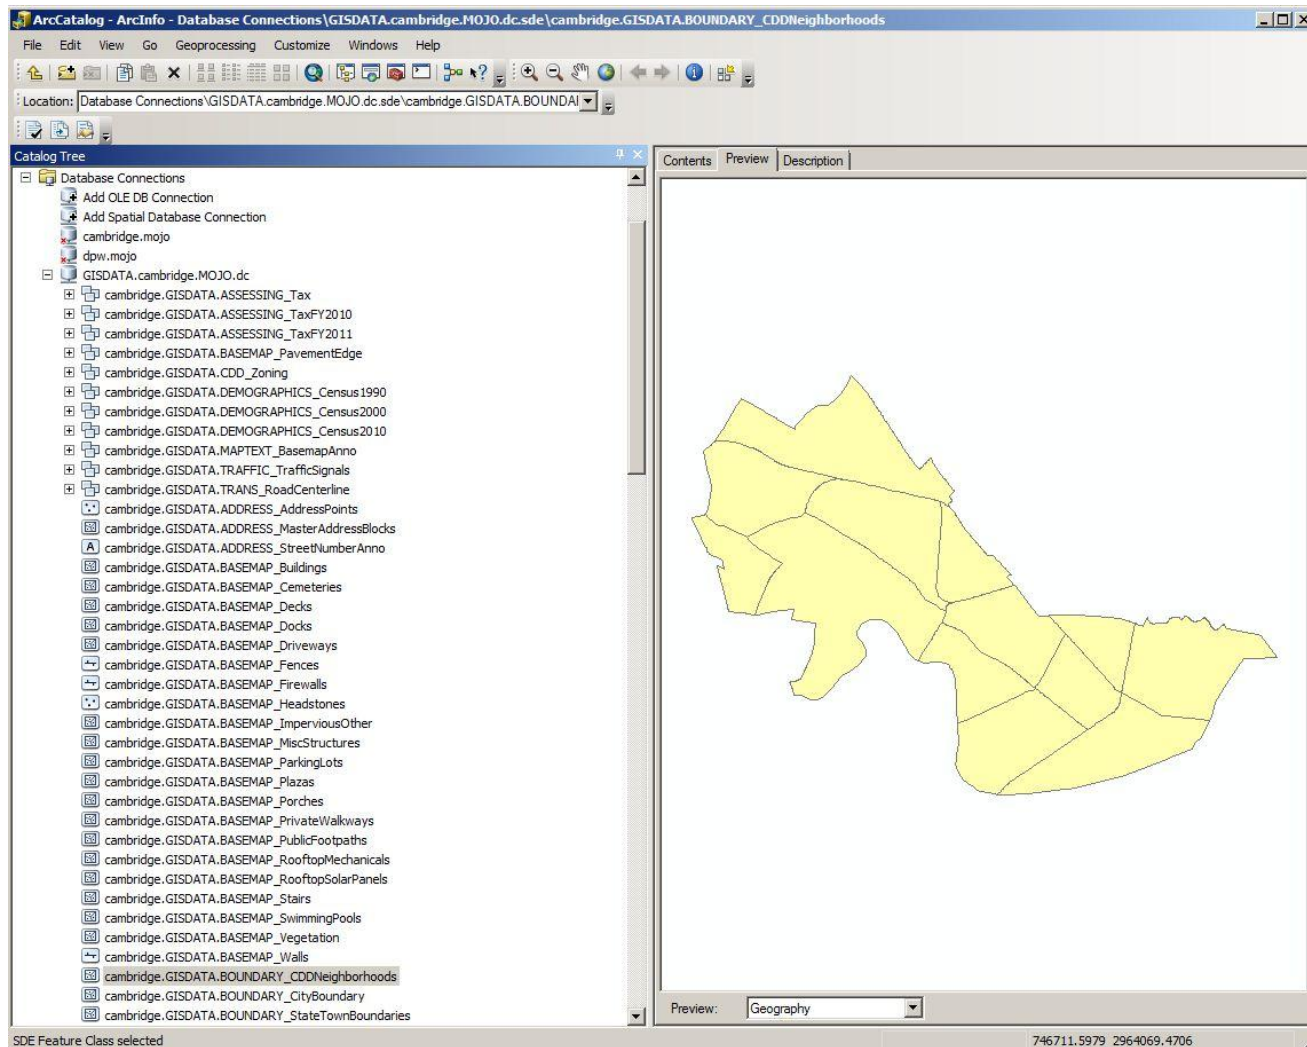 ArcCatalog - ArcInfo - Database Connections\GISDATA.cambridge.MOJO.dc.sde\cambridge.GISDATA.BOUNDARY_CDDNeighborhoods
File Edit View Go Geoprocessing Customize Windows Help
Location: Database Connections\GISDATA.cambridge.MOJO.dc.sde\cambridge.GISDATA.BOUNDAI
Catalog Tree
Contents Preview Description
Database Connections
Add OLE DB Connection
Add Spatial Database Connection
cambridge.mojo
dpw.mojo
GISDATA.cambridge.MOJO.dc
cambridge.GISDATA.ASSESSING_Tax
cambridge.GISDATA.ASSESSING_TaxFY2010
cambridge.GISDATA.ASSESSING_TaxFY2011
cambridge.GISDATA.BASEMAP_PavementEdge
cambridge.GISDATA.CDD_Zoning
cambridge.GISDATA.DEMOGRAPHICS_Census1990
cambridge.GISDATA.DEMOGRAPHICS_Census2000
cambridge.GISDATA.DEMOGRAPHICS_Census2010
cambridge.GISDATA.MAPTEXT_BasemapAnno
cambridge.GISDATA.TRAFFIC_TrafficSignals
cambridge.GISDATA.TRANS_RoadCenterline
cambridge.GISDATA.ADDRESS_AddressPoints
cambridge.GISDATA.ADDRESS_MasterAddressBlocks
A cambridge.GISDATA.ADDRESS_StreetNumberAnno
cambridge.GISDATA.BASEMAP_Buildings
cambridge.GISDATA.BASEMAP_Cemeteries
cambridge.GISDATA.BASEMAP_Decks
cambridge.GISDATA.BASEMAP_Docks
cambridge.GISDATA.BASEMAP_Driveways
cambridge.GISDATA.BASEMAP_Fences
cambridge.GISDATA.BASEMAP_Firewalls
cambridge.GISDATA.BASEMAP_Headstones
cambridge.GISDATA.BASEMAP_ImperviousOther
cambridge.GISDATA.BASEMAP_MiscStructures
cambridge.GISDATA.BASEMAP_ParkingLots
cambridge.GISDATA.BASEMAP_Plazas
cambridge.GISDATA.BASEMAP_Porches
cambridge.GISDATA.BASEMAP_PrivateWalkways
cambridge.GISDATA.BASEMAP_PublicFootpaths
cambridge.GISDATA.BASEMAP_RooftopMechanicals
cambridge.GISDATA.BASEMAP_RooftopSolarPanels
cambridge.GISDATA.BASEMAP_Stairs
cambridge.GISDATA.BASEMAP_SwimmingPools
cambridge.GISDATA.BASEMAP_Vegetation
cambridge.GISDATA.BASEMAP_Walls
cambridge.GISDATA.BOUNDARY_CDDNeighborhoods
cambridge.GISDATA.BOUNDARY_CityBoundary
cambridge.GISDATA.BOUNDARY_StateTownBoundaries
Preview: Geography
SDE Feature Class selected
746711.5979 2964069.4706